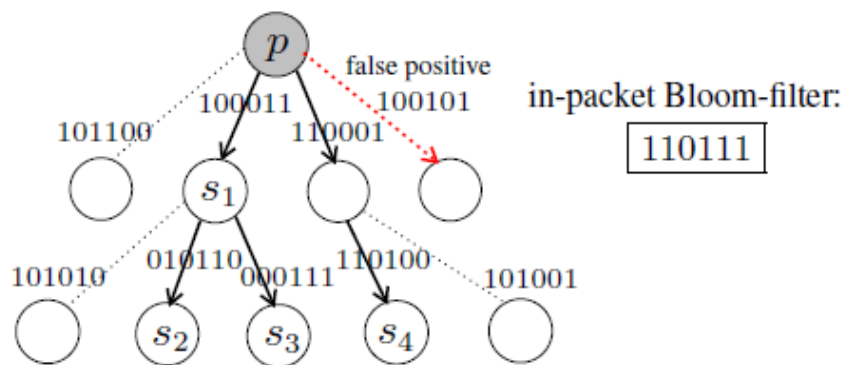 p
false positive
in-packet Bloom-filter:
100011
100101
101100
110001
110111
s1
101010
010110
000111
110100
101001
s2
s3
s4